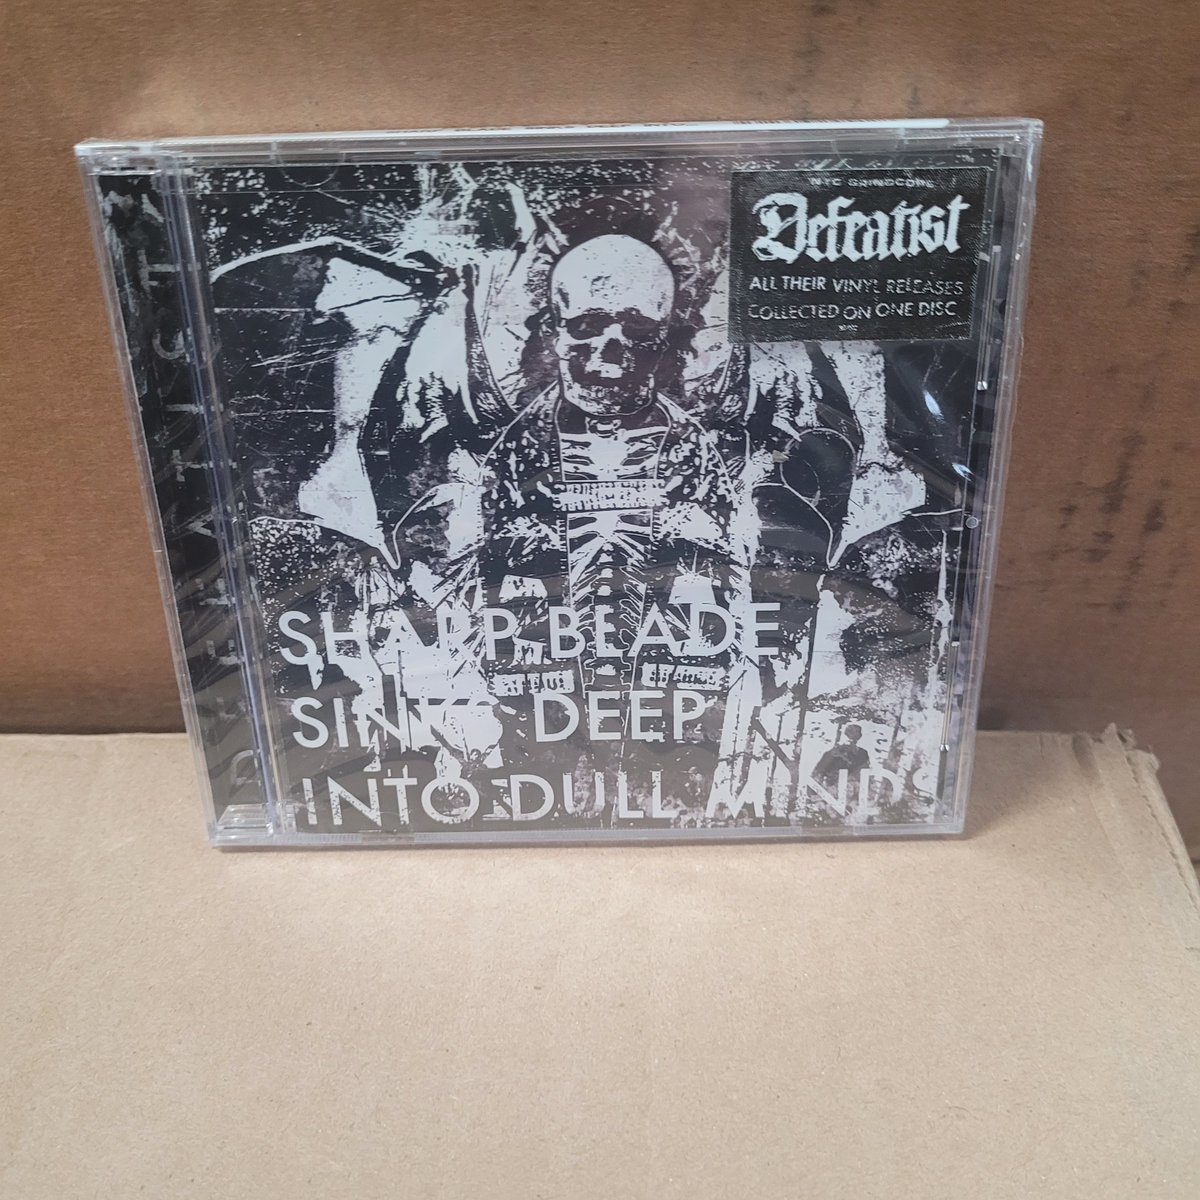 NYC GRINDCORE
Defeatist
ALL THEIR VINYL RELEASES
COLLECTED ON ONE DISC
DEFEATIST
SHARP BLADE
SINKS DEEP
INTO DULL MINDS